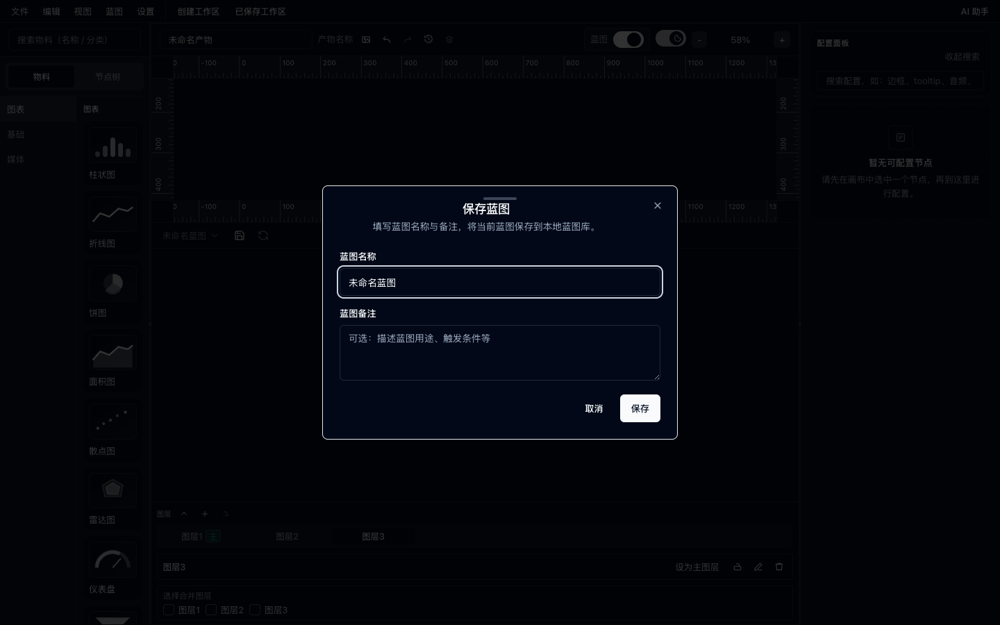 文件 编辑 视图 蓝图 设置 创建工作区 已保存工作区 AI 助手
搜索物料（名称 / 分类）
未命名产物 产物名称 蓝图 - 58% +
配置面板
收起搜索
搜索配置，如：边框、tooltip、音频、
物料 节点树
0 -100 0 100 200 300 400 500 600 700 800 900 1000 1100 1200 13
图表 图表
基础
媒体
200 200
300 300
400 400
柱状图
折线图
饼图
面积图
散点图
雷达图
仪表盘
暂无可配置节点
请先在画布中选中一个节点，再到这里进
行配置。
0 -100 0 100 1100 1200 13
未命名蓝图
保存蓝图
填写蓝图名称与备注，将当前蓝图保存到本地蓝图库。
蓝图名称
未命名蓝图
蓝图备注
可选：描述蓝图用途、触发条件等
取消 保存
图层
图层1 主 图层2 图层3
图层3 设为主图层
选择合并图层
图层1 图层2 图层3